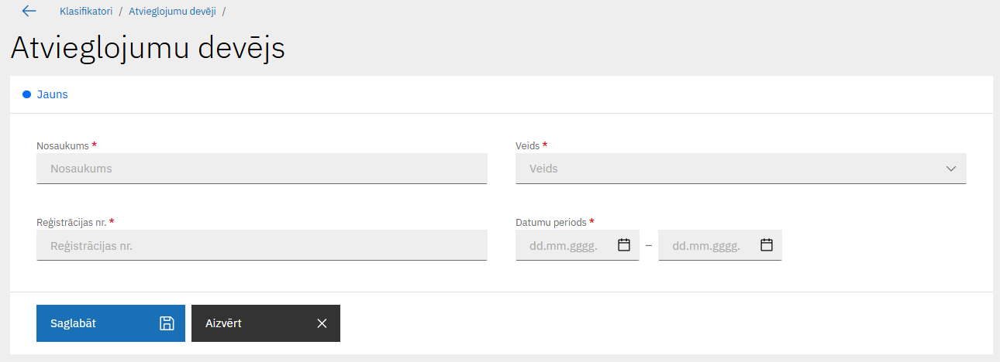 Klasifikatori / Atvieglojumu devēji /
Atvieglojumu devējs
Jauns
Nosaukums *
Nosaukums
Veids *
Veids
Reģistrācijas nr. *
Reģistrācijas nr.
Datumu periods *
dd.mm.gggg. – dd.mm.gggg.
Saglabāt
Aizvērt